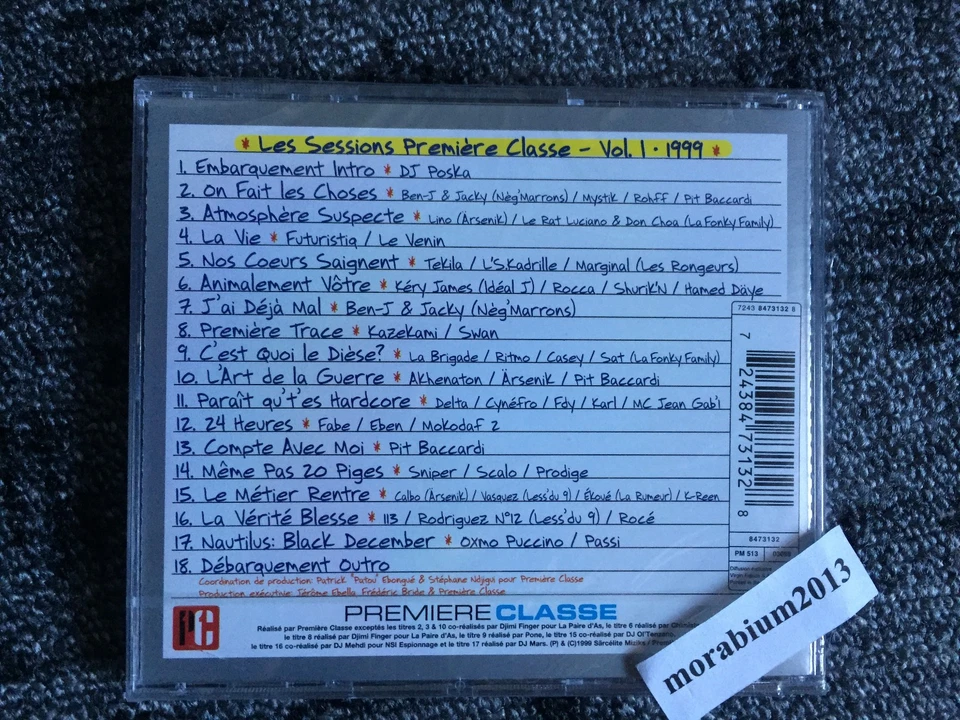 * Les Sessions Première Classe - Vol. 1 · 1999 *
1. Embarquement Intro * DJ Poska
2. On Fait les Choses * Ben-J & Jacky (Nèg'Marrons) / Mystik / Rohff / Pit Baccardi
3. Atmosphère Suspecte * Lino (Ärsenik) / Le Rat Luciano & Don Choa (La Fonky Family)
4. La Vie * Futuristiq / Le Venin
5. Nos Coeurs Saignent * Tekila / L'S.Kadrille / Marginal (Les Rongeurs)
6. Animalement Vôtre * Kéry James (Idéal J) / Rocca / Shurik'N / Hamed Däye
7. J'ai Déjà Mal * Ben-J & Jacky (Nèg'Marrons)
8. Première Trace * Kazekami / Swan
9. C'est Quoi le Dièse? * La Brigade / Ritmo / Casey / Sat (La Fonky Family)
10. L'Art de la Guerre * Akhenaton / Ärsenik / Pit Baccardi
11. Paraît qu't'es Hardcore * Delta / Cynéfro / Fdy / Karl / MC Jean Gab'1
12. 24 Heures * Fabe / Eben / Mokodaf 2
13. Compte Avec Moi * Pit Baccardi
14. Même Pas 20 Piges * Sniper / Scalo / Prodige
15. Le Métier Rentre * Calbo (Ärsenik) / Vasquez (Less'du 9) / Ékoué (La Rumeur) / K-Reen
16. La Vérité Blesse * 113 / Rodriguez N°12 (Less'du 9) / Rocé
17. Nautilus: Black December * Oxmo Puccino / Passi
18. Débarquement Outro
Coordination de production: Patrick "Patou" Ebongué & Stéphane Ndjigui pour Première Classe
Production exécutive: Jérôme Ebella, Frédéric Bride & Première Classe
PREMIERE CLASSE
Réalisé par Première Classe exceptés les titres 2, 3 & 10 co-réalisés par Djimi Finger pour La Paire d'As, le titre 6 réalisé par
le titre 8 réalisé par Djimi Finger pour La Paire d'As, le titre 9 réalisé par Pone, le titre 15 co-réalisé par DJ
le titre 16 co-réalisé par DJ Mehdi pour NSI Espionnage et le titre 17 réalisé par DJ Mars. (P) & (C)1999
PC
7243 8473132 8
7 24384 73132 8
8473132
PM 513
morabium2013